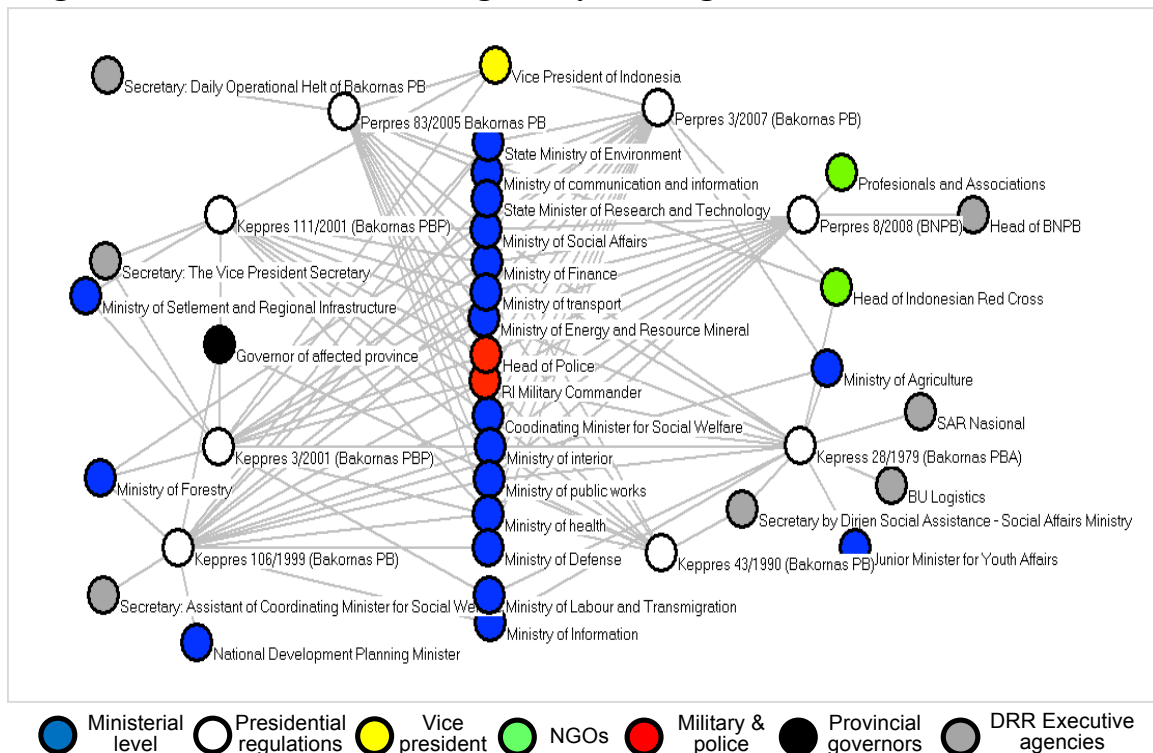 Secretary: Daily Operational Helt of Bakornas PB
Vice President of Indonesia
Perpres 83/2005 Bakornas PB
Perpres 3/2007 (Bakornas PB)
State Ministry of Environment
Ministry of communication and information
Profesionals and Associations
State Minister of Research and Technology
Keppres 111/2001 (Bakornas PBP)
Perpres 8/2008 (BNPB)
Head of BNPB
Ministry of Social Affairs
Secretary: The Vice President Secretary
Ministry of Finance
Ministry of Setlement and Regional Infrastructure
Ministry of transport
Head of Indonesian Red Cross
Ministry of Energy and Resource Mineral
Governor of affected province
Head of Police
Ministry of Agriculture
RI Military Commander
Coodinating Minister for Social Welfare
SAR Nasional
Keppres 3/2001 (Bakornas PBP)
Ministry of interior
Kepress 28/1979 (Bakornas PBA)
Ministry of Forestry
Ministry of public works
BU Logistics
Ministry of health
Secretary by Dirjen Social Assistance - Social Affairs Ministry
Keppres 106/1999 (Bakornas PB)
Ministry of Defense
Keppres 43/1990 (Bakornas PB)
Junior Minister for Youth Affairs
Secretary: Assistant of Coordinating Minister for Social
Ministry of Labour and Transmigration
Ministry of Information
National Development Planning Minister
Ministerial level
Presidential regulations
Vice president
NGOs
Military & police
Provincial governors
DRR Executive agencies